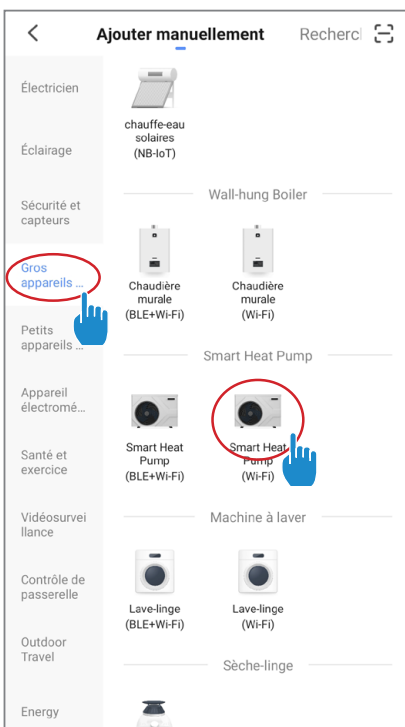 Ajouter manuellement
Recherc
Électricien
Éclairage
Sécurité et
capteurs
Gros
appareils ...
Petits
appareils ...
Appareil
électromé...
Santé et
exercice
Vidéosurvei
llance
Contrôle de
passerelle
Outdoor
Travel
Energy
chauffe-eau
solaires
(NB-IoT)
Wall-hung Boiler
Chaudière
murale
(BLE+Wi-Fi)
Chaudière
murale
(Wi-Fi)
Smart Heat Pump
Smart Heat
Pump
(BLE+Wi-Fi)
Smart Heat
Pump
(Wi-Fi)
Machine à laver
Lave-linge
(BLE+Wi-Fi)
Lave-linge
(Wi-Fi)
Sèche-linge